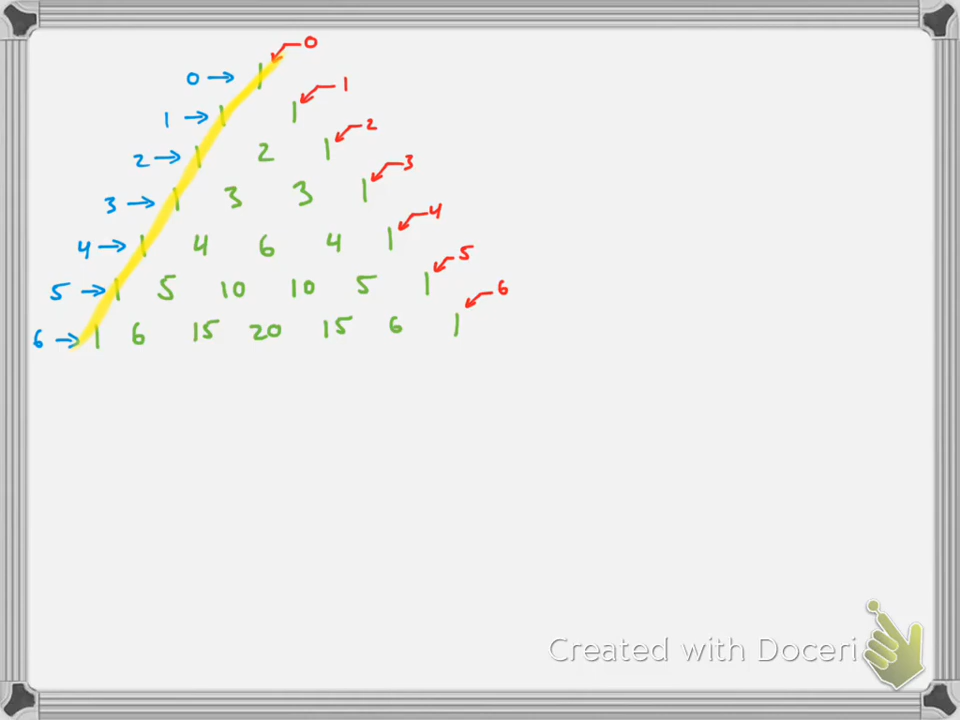 0
0 → 1
1
1 → 1 1
2
2 → 1 2 1
3
3 → 1 3 3 1
4
4 → 1 4 6 4 1
5
5 → 1 5 10 10 5 1
6
6 → 1 6 15 20 15 6 1
Created with Doceri